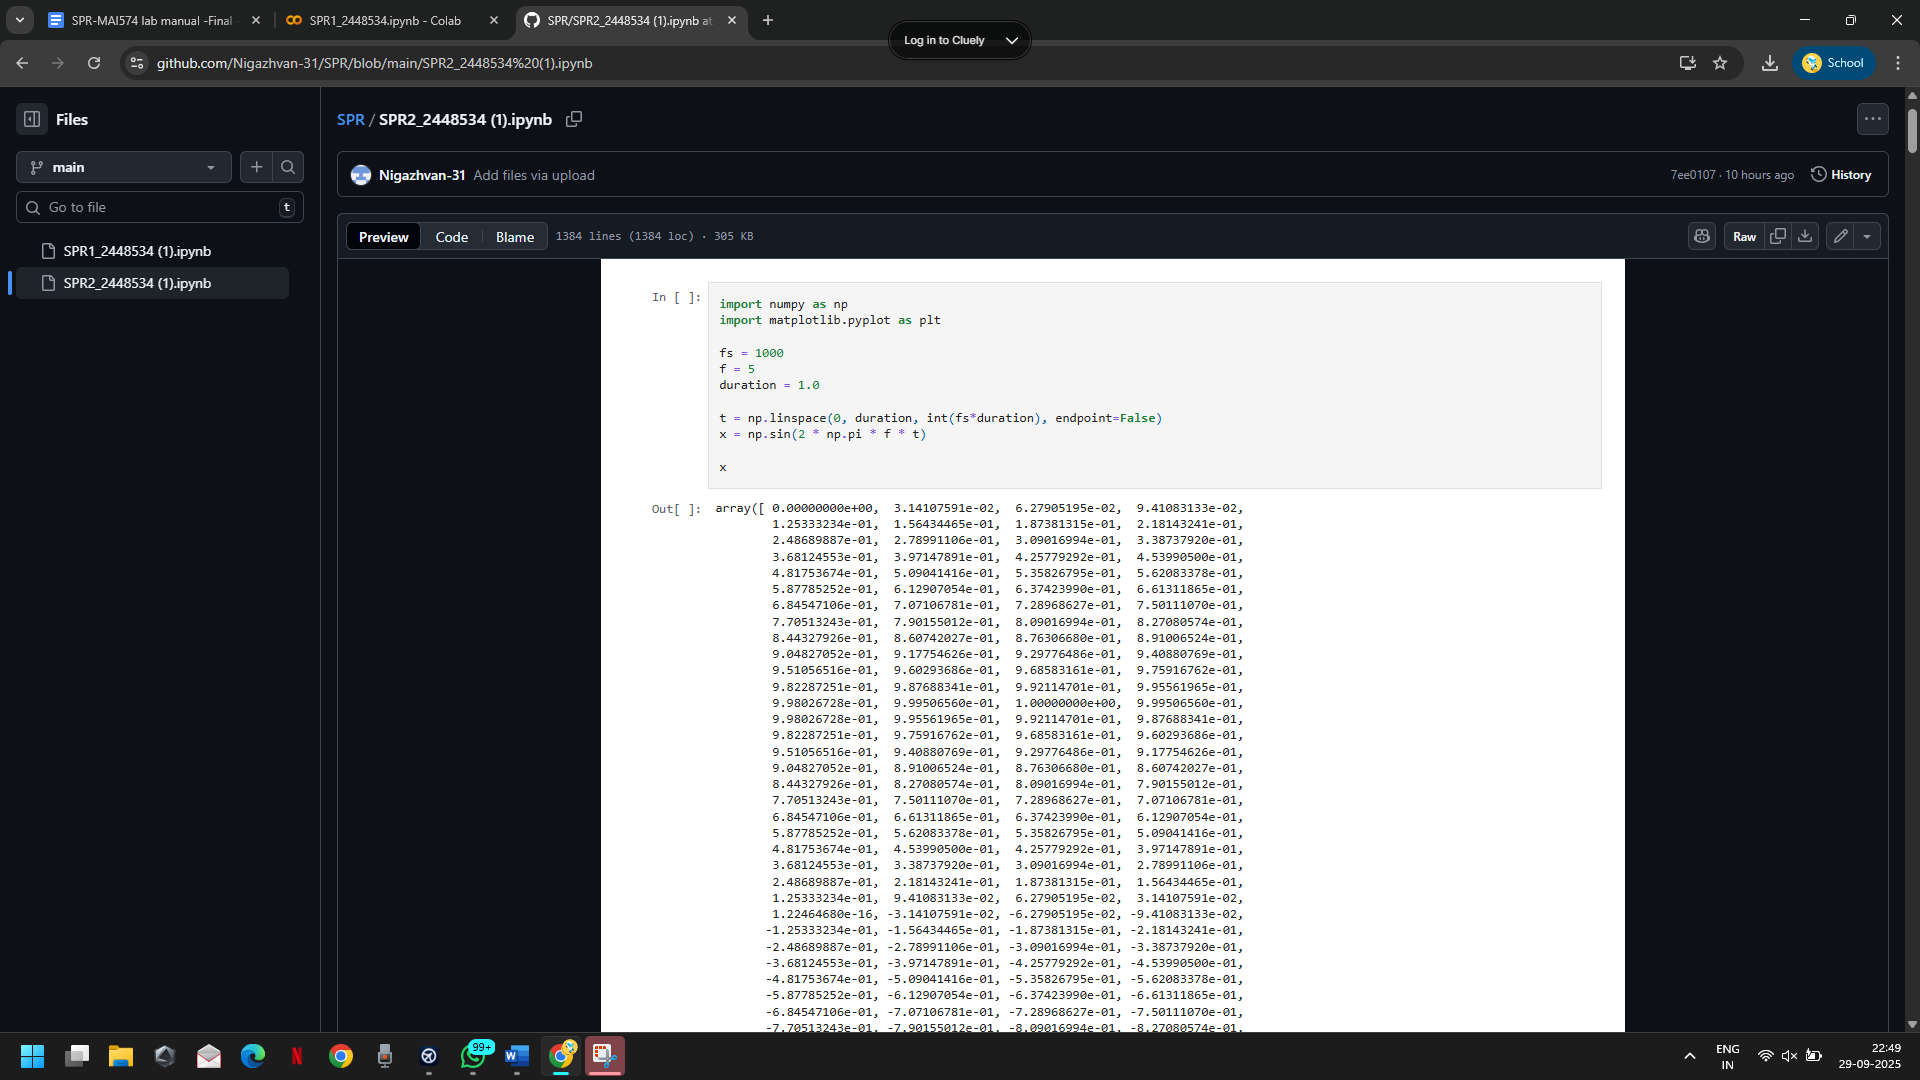 SPR-MAI574 lab manual -Final
SPR1_2448534.ipynb - Colab
SPR/SPR2_2448534 (1).ipynb at
Log in to Cluely
github.com/Nigazhvan-31/SPR/blob/main/SPR2_2448534%20(1).ipynb
School
Files
SPR / SPR2_2448534 (1).ipynb
main
Nigazhvan-31 Add files via upload
7ee0107 · 10 hours ago
History
Go to file
t
Preview Code Blame 1384 lines (1384 loc) · 305 KB
Raw
SPR1_2448534 (1).ipynb
SPR2_2448534 (1).ipynb
In [ ]:
import numpy as np
import matplotlib.pyplot as plt
fs = 1000
f = 5
duration = 1.0
t = np.linspace(0, duration, int(fs*duration), endpoint=False)
x = np.sin(2 * np.pi * f * t)
x
Out[ ]: array([ 0.00000000e+00, 3.14107591e-02, 6.27905195e-02, 9.41083133e-02,
1.25333234e-01, 1.56434465e-01, 1.87381315e-01, 2.18143241e-01,
2.48689887e-01, 2.78991106e-01, 3.09016994e-01, 3.38737920e-01,
3.68124553e-01, 3.97147891e-01, 4.25779292e-01, 4.53990500e-01,
4.81753674e-01, 5.09041416e-01, 5.35826795e-01, 5.62083378e-01,
5.87785252e-01, 6.12907054e-01, 6.37423990e-01, 6.61311865e-01,
6.84547106e-01, 7.07106781e-01, 7.28968627e-01, 7.50111070e-01,
7.70513243e-01, 7.90155012e-01, 8.09016994e-01, 8.27080574e-01,
8.44327926e-01, 8.60742027e-01, 8.76306680e-01, 8.91006524e-01,
9.04827052e-01, 9.17754626e-01, 9.29776486e-01, 9.40880769e-01,
9.51056516e-01, 9.60293686e-01, 9.68583161e-01, 9.75916762e-01,
9.82287251e-01, 9.87688341e-01, 9.92114701e-01, 9.95561965e-01,
9.98026728e-01, 9.99506560e-01, 1.00000000e+00, 9.99506560e-01,
9.98026728e-01, 9.95561965e-01, 9.92114701e-01, 9.87688341e-01,
9.82287251e-01, 9.75916762e-01, 9.68583161e-01, 9.60293686e-01,
9.51056516e-01, 9.40880769e-01, 9.29776486e-01, 9.17754626e-01,
9.04827052e-01, 8.91006524e-01, 8.76306680e-01, 8.60742027e-01,
8.44327926e-01, 8.27080574e-01, 8.09016994e-01, 7.90155012e-01,
7.70513243e-01, 7.50111070e-01, 7.28968627e-01, 7.07106781e-01,
6.84547106e-01, 6.61311865e-01, 6.37423990e-01, 6.12907054e-01,
5.87785252e-01, 5.62083378e-01, 5.35826795e-01, 5.09041416e-01,
4.81753674e-01, 4.53990500e-01, 4.25779292e-01, 3.97147891e-01,
3.68124553e-01, 3.38737920e-01, 3.09016994e-01, 2.78991106e-01,
2.48689887e-01, 2.18143241e-01, 1.87381315e-01, 1.56434465e-01,
1.25333234e-01, 9.41083133e-02, 6.27905195e-02, 3.14107591e-02,
1.22464680e-16, -3.14107591e-02, -6.27905195e-02, -9.41083133e-02,
-1.25333234e-01, -1.56434465e-01, -1.87381315e-01, -2.18143241e-01,
-2.48689887e-01, -2.78991106e-01, -3.09016994e-01, -3.38737920e-01,
-3.68124553e-01, -3.97147891e-01, -4.25779292e-01, -4.53990500e-01,
-4.81753674e-01, -5.09041416e-01, -5.35826795e-01, -5.62083378e-01,
-5.87785252e-01, -6.12907054e-01, -6.37423990e-01, -6.61311865e-01,
-6.84547106e-01, -7.07106781e-01, -7.28968627e-01, -7.50111070e-01,
-7.70513243e-01, -7.90155012e-01, -8.09016994e-01, -8.27080574e-01,
99+
ENG
IN
22:49
29-09-2025